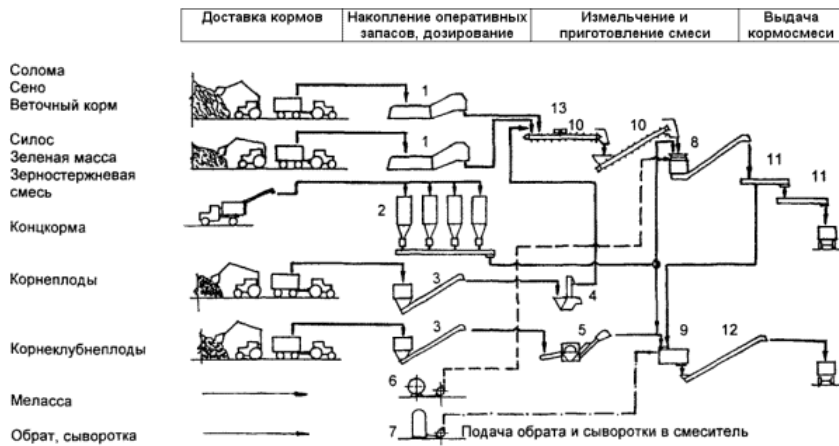 Доставка кормов
Накопление оперативных
запасов, дозирование
Измельчение и
приготовление смеси
Выдача
кормосмеси
Солома
Сено
Веточный корм
1
13
10
10
8
Силос
Зеленая масса
Зерностержневая
смесь
1
11
11
Концкорма
2
Корнеплоды
3
4
Корнеклубнеплоды
3
5
9
12
Меласса
6
Обрат, сыворотка
7
Подача обрата и сыворотки в смеситель